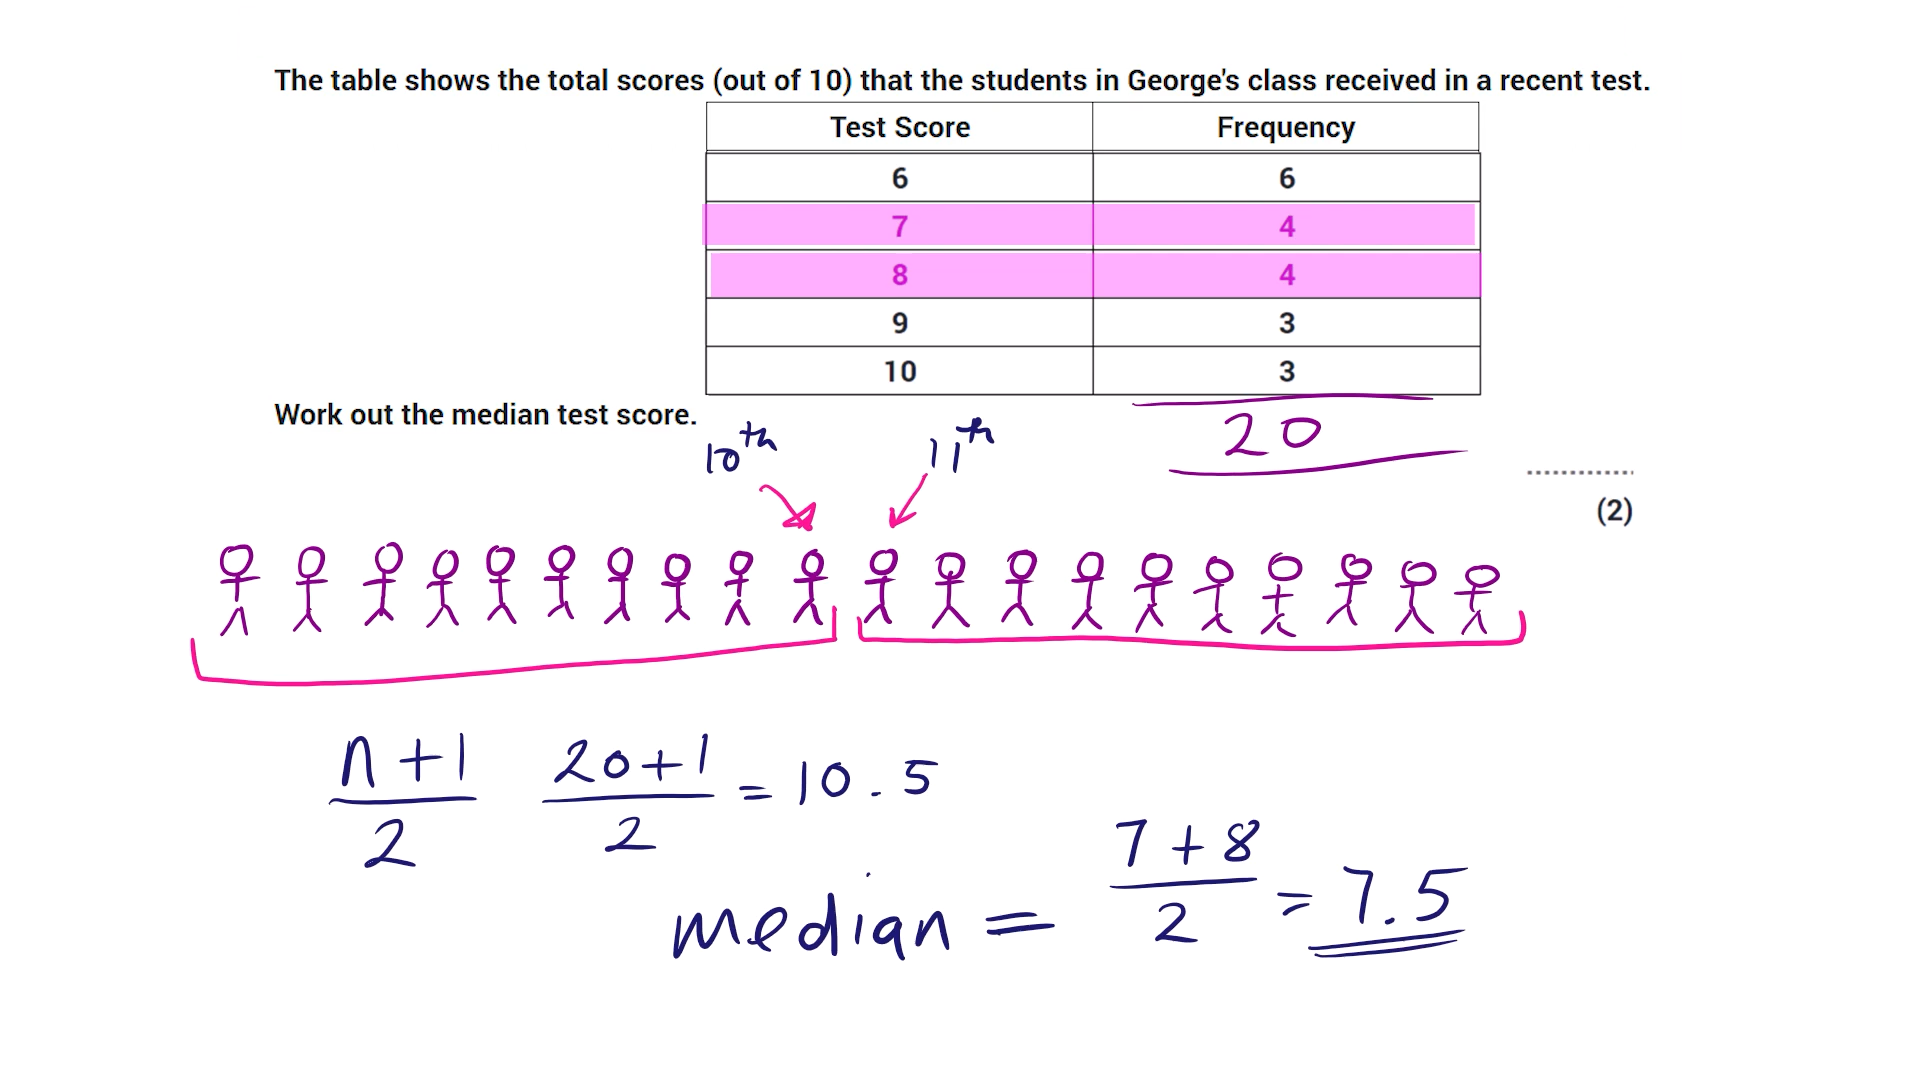 The table shows the total scores (out of 10) that the students in George's class received in a recent test.
Test Score Frequency
6 6
7 4
8 4
9 3
10 3
Work out the median test score.
20
10th 11th
(2)
n+1 / 2 20+1 / 2 = 10.5
median = 7+8 / 2 = 7.5